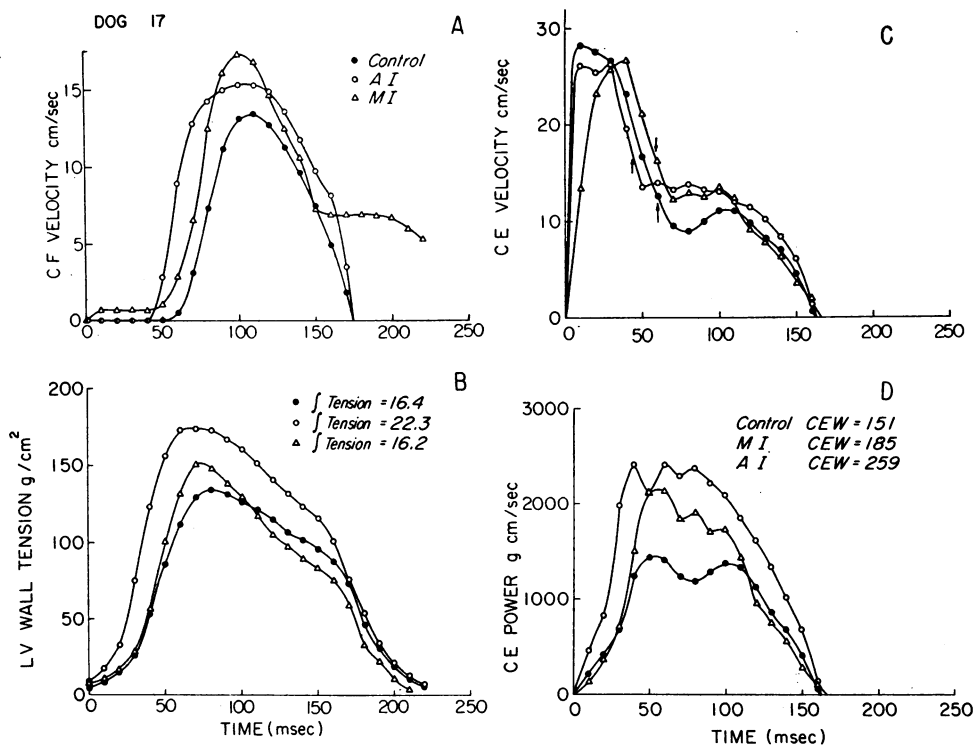 DOG 17
A
● Control
○ A I
△ M I
CF VELOCITY cm/sec
15
10
5
0
0 50 100 150 200 250
C
CE VELOCITY cm/sec
30
20
10
0
0 50 100 150 200 250
B
● ∫ Tension = 16.4
○ ∫ Tension = 22.3
△ ∫ Tension = 16.2
LV WALL TENSION g/cm²
200
150
100
50
0
0 50 100 150 200 250
TIME (msec)
D
Control CEW = 151
M I CEW = 185
A I CEW = 259
CE POWER g cm/sec
3000
2000
1000
0
0 50 100 150 200 250
TIME (msec)